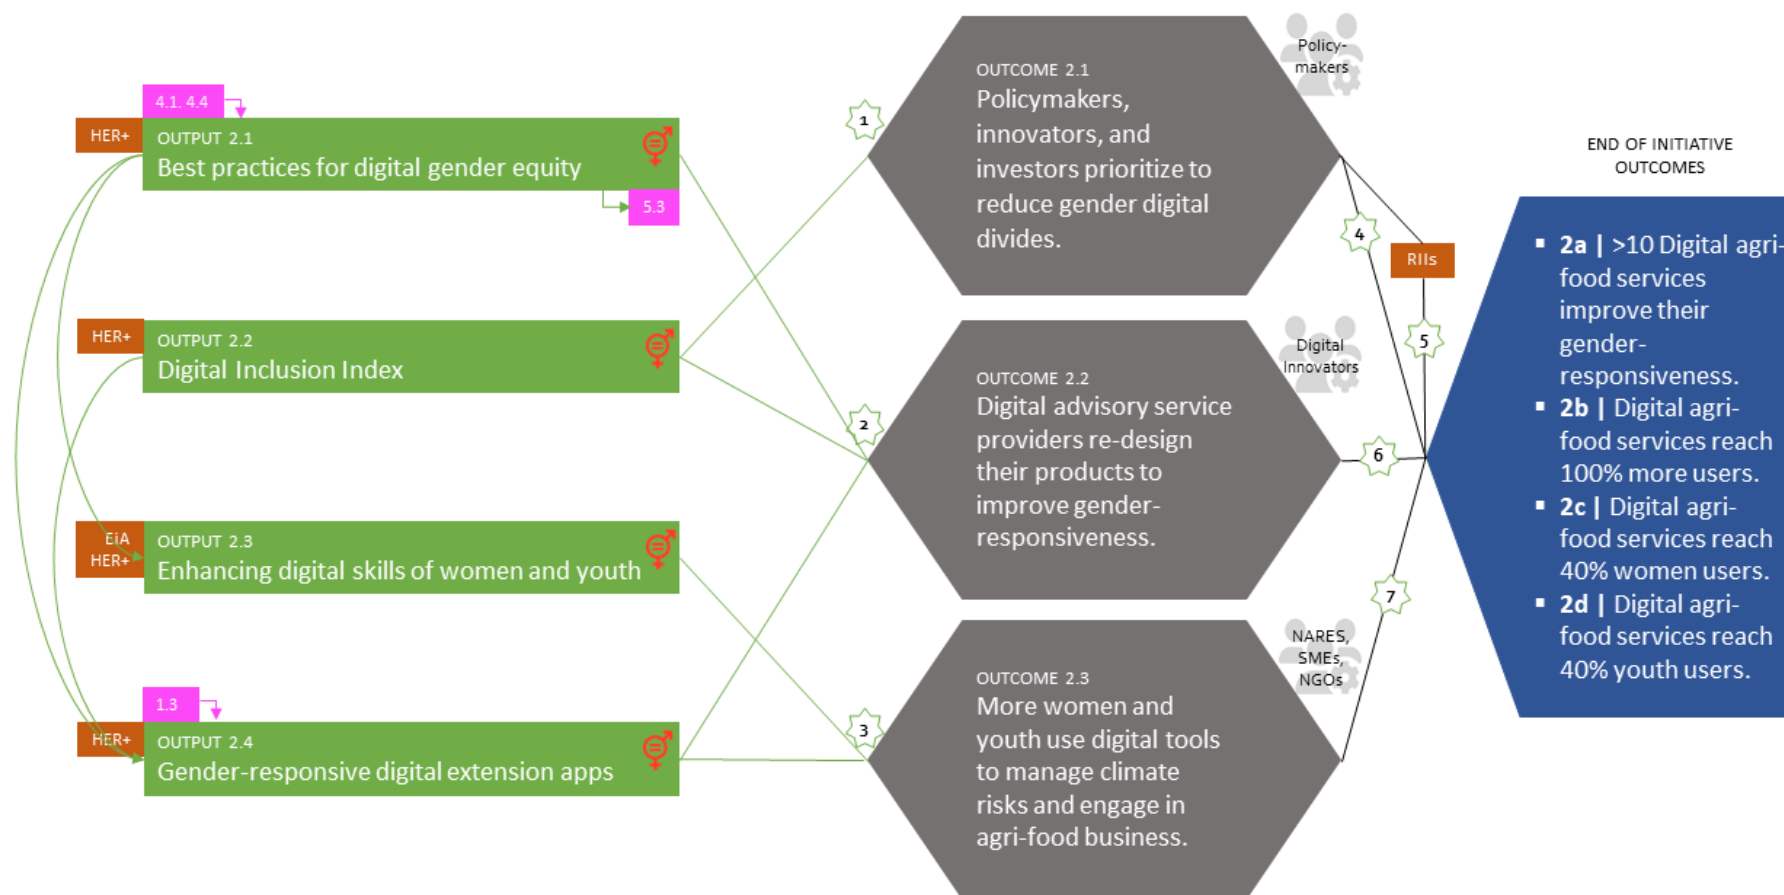 4.1. 4.4
HER+
OUTPUT 2.1
Best practices for digital gender equity
5.3
HER+
OUTPUT 2.2
Digital Inclusion Index
EiA
HER+
OUTPUT 2.3
Enhancing digital skills of women and youth
1.3
HER+
OUTPUT 2.4
Gender-responsive digital extension apps
1
2
3
OUTCOME 2.1
Policymakers,
innovators, and
investors prioritize to
reduce gender digital
divides.
Policy-
makers
OUTCOME 2.2
Digital advisory service
providers re-design
their products to
improve gender-
responsiveness.
Digital
Innovators
OUTCOME 2.3
More women and
youth use digital tools
to manage climate
risks and engage in
agri-food business.
NARES,
SMEs,
NGOs
4
RIIs
5
6
7
END OF INITIATIVE
OUTCOMES
▪ 2a | >10 Digital agri-
food services
improve their
gender-
responsiveness.
▪ 2b | Digital agri-
food services reach
100% more users.
▪ 2c | Digital agri-
food services reach
40% women users.
▪ 2d | Digital agri-
food services reach
40% youth users.